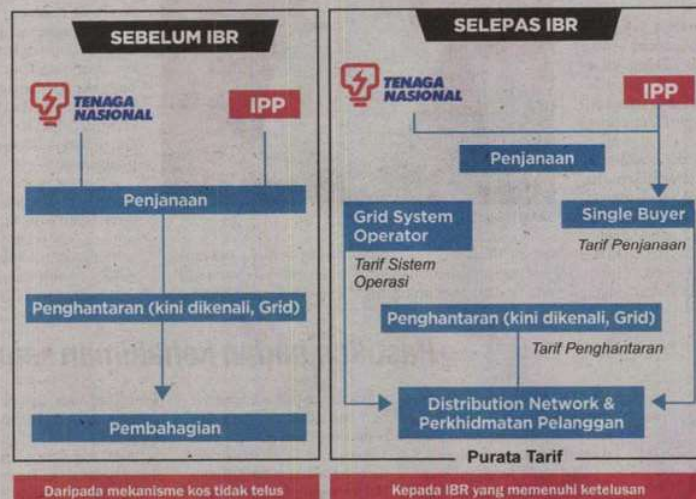 SEBELUM IBR
TENAGA
NASIONAL
IPP
Penjanaan
Penghantaran (kini dikenali, Grid)
Pembahagian
Daripada mekanisme kos tidak telus
SELEPAS IBR
TENAGA
NASIONAL
IPP
Penjanaan
Grid System
Operator
Tarif Sistem
Operasi
Single Buyer
Tarif Penjanaan
Penghantaran (kini dikenali, Grid)
Tarif Penghantaran
Distribution Network &
Perkhidmatan Pelanggan
Purata Tarif
Kepada IBR yang memenuhi ketelusan